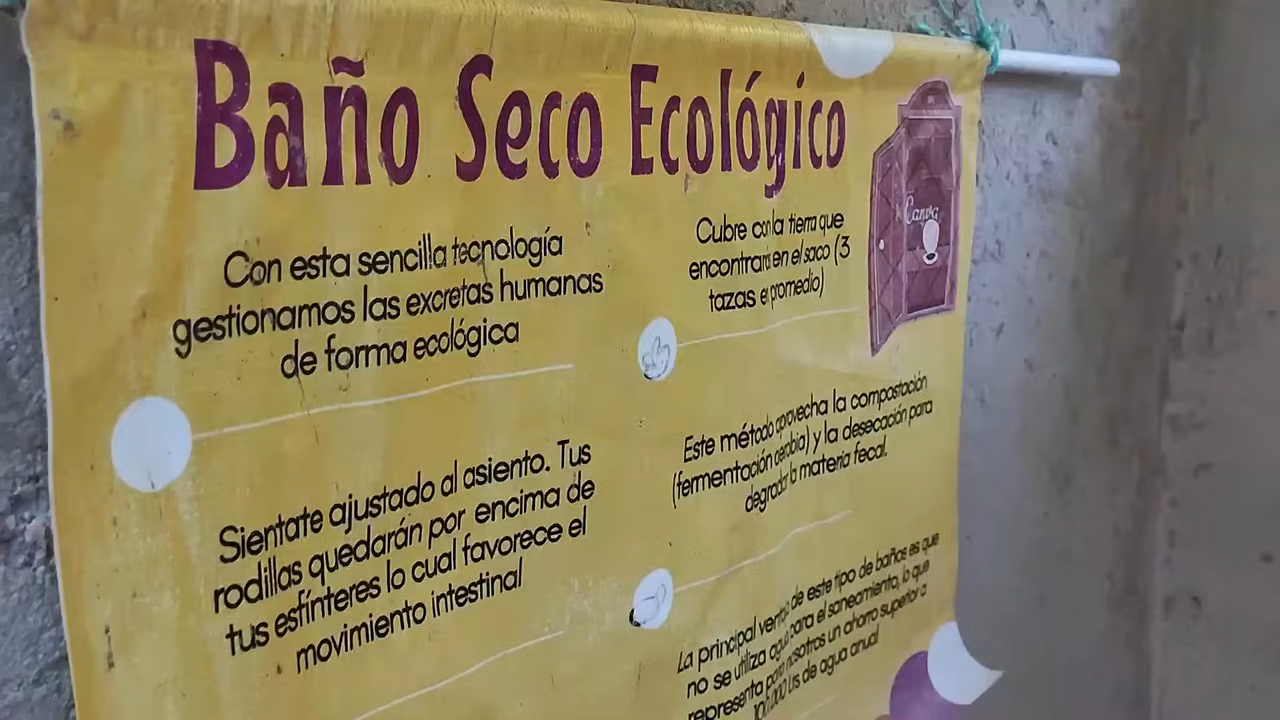 Baño Seco Ecológico
Con esta sencilla tecnología
gestionamos las excretas humanas
de forma ecológica
Sientate ajustado al asiento. Tus
rodillas quedarán por encima de
tus esfínteres lo cual favorece el
movimiento intestinal
Canva
Cubre con la tierra que
encontrará en el saco (3
tazas en promedio)
Este método aprovecha la compostación
(fermentación aerobia) y la desecación para
degradar la materia fecal.
La principal ventaja de este tipo de baños es que
no se utiliza agua para el saneamiento, lo que
representa para nosotros un ahorro superior a
100,000 Lts de agua anual